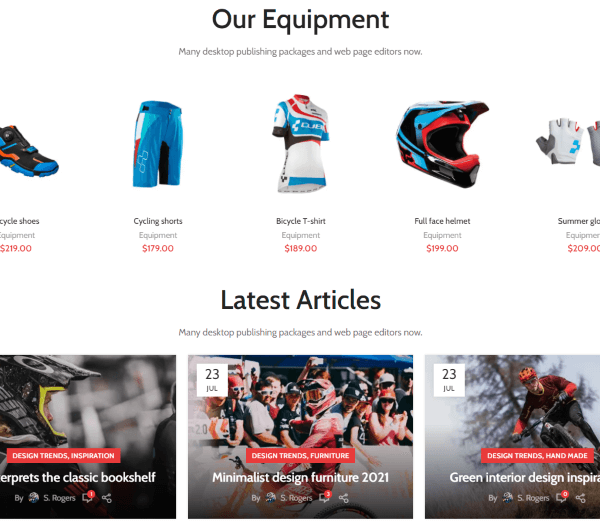 Our Equipment
Many desktop publishing packages and web page editors now.
CUBE
cycle shoes
Cycling shorts
Bicycle T-shirt
Full face helmet
Summer glo
Equipment
Equipment
Equipment
Equipment
Equipmen
$219.00
$179.00
$189.00
$199.00
$209.00
Latest Articles
Many desktop publishing packages and web page editors now.
23
JUL
23
JUL
DESIGN TRENDS, INSPIRATION
DESIGN TRENDS, FURNITURE
DESIGN TRENDS, HAND MADE
terprets the classic bookshelf
Minimalist design furniture 2021
Green interior design inspira
By S. Rogers 1
By S. Rogers 3
By S. Rogers 0